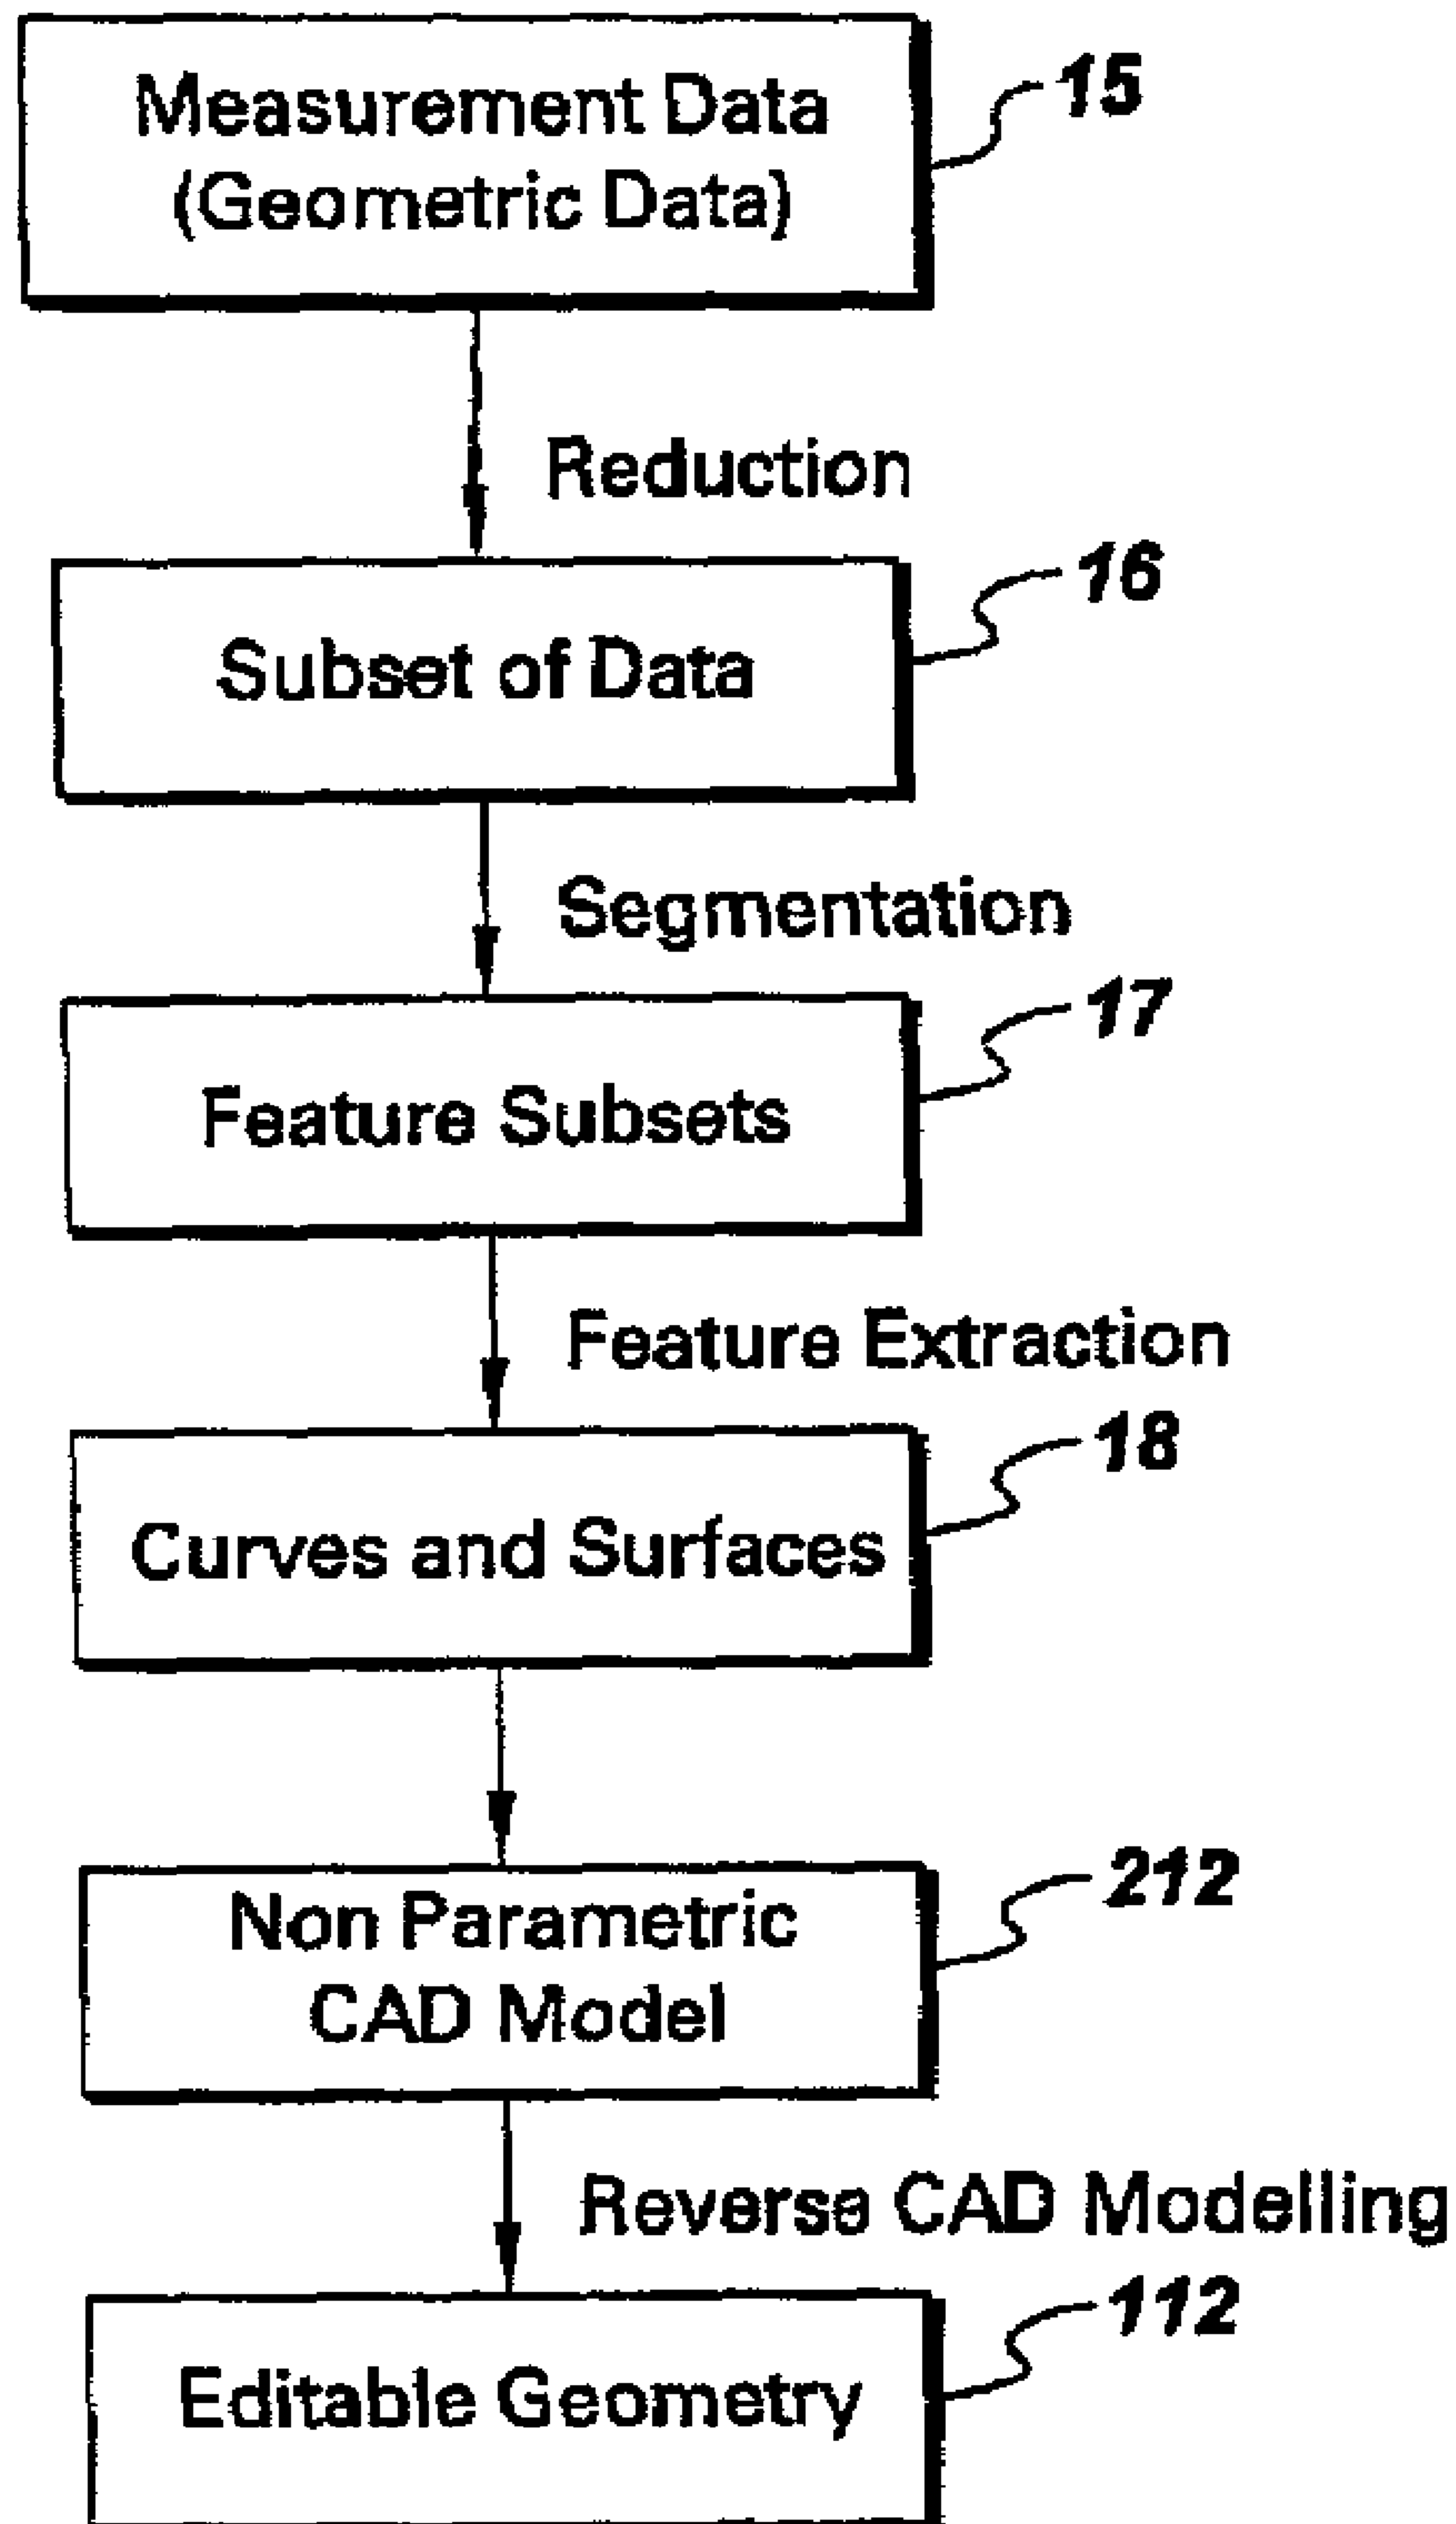 Measurement Data
(Geometric Data)
15
Reduction
16
Subset of Data
Segmentation
17
Feature Subsets
Feature Extraction
18
Curves and Surfaces
212
Non Parametric
CAD Model
Reverse CAD Modelling
112
Editable Geometry